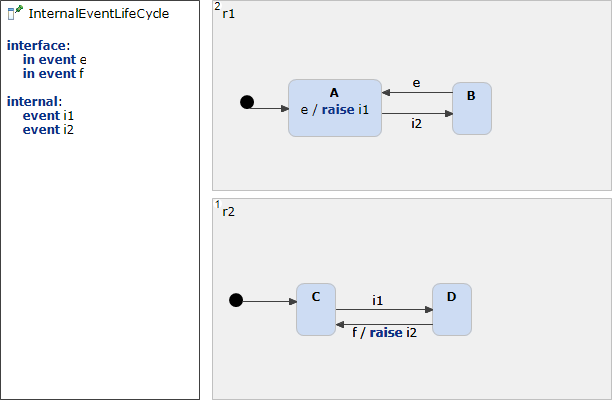 InternalEventLifeCycle
interface:
in event e
in event f
internal:
event i1
event i2
2
r1
A
e / raise i1
e
i2
B
1
r2
C
i1
D
f / raise i2